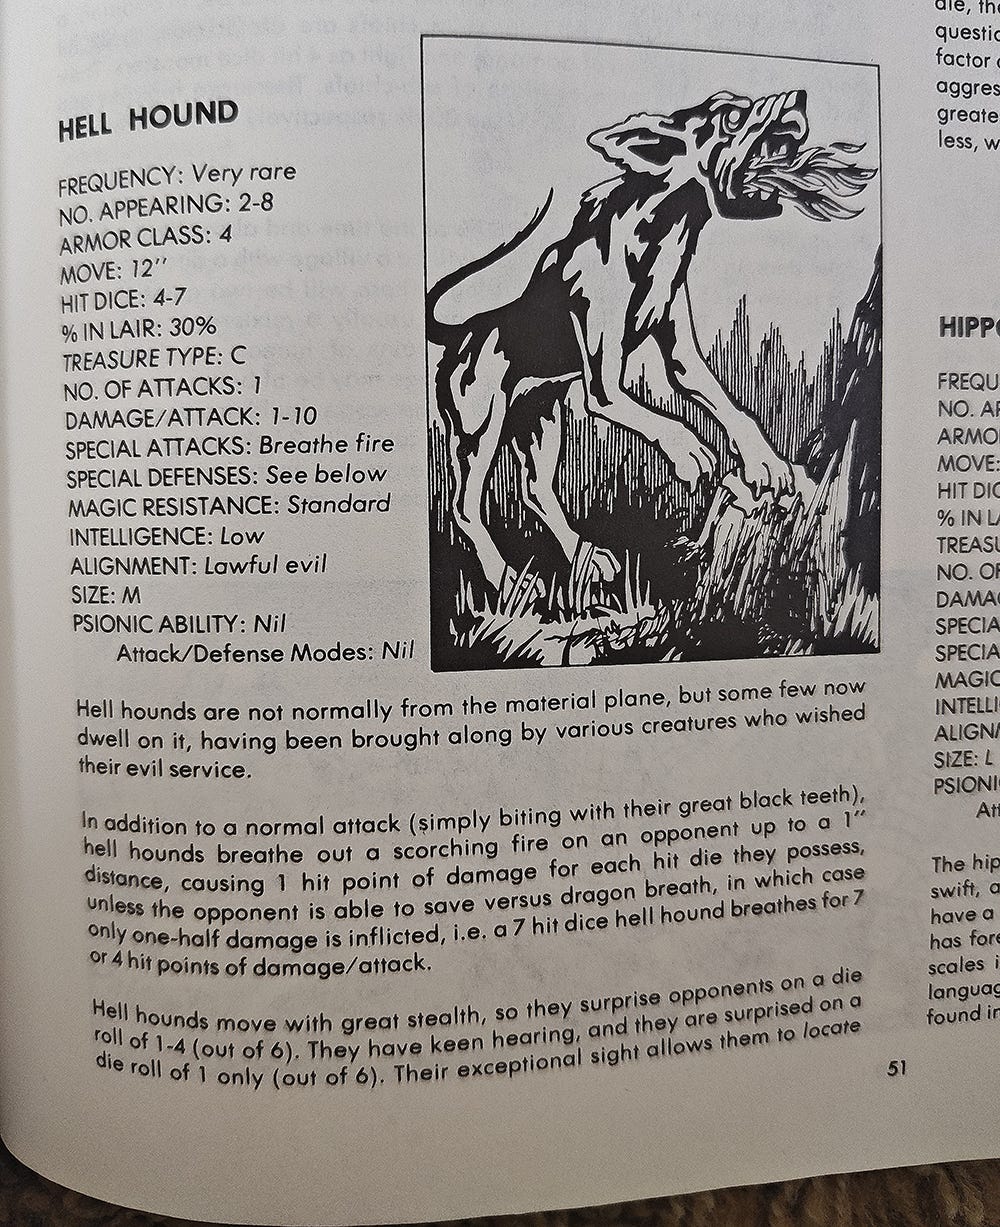 HELL HOUND
FREQUENCY: Very rare
NO. APPEARING: 2-8
ARMOR CLASS: 4
MOVE: 12"
HIT DICE: 4-7
% IN LAIR: 30%
TREASURE TYPE: C
NO. OF ATTACKS: 1
DAMAGE/ATTACK: 1-10
SPECIAL ATTACKS: Breathe fire
SPECIAL DEFENSES: See below
MAGIC RESISTANCE: Standard
INTELLIGENCE: Low
ALIGNMENT: Lawful evil
SIZE: M
PSIONIC ABILITY: Nil
Attack/Defense Modes: Nil
Hell hounds are not normally from the material plane, but some few now
dwell on it, having been brought along by various creatures who wished
their evil service.
In addition to a normal attack (simply biting with their great black teeth),
hell hounds breathe out a scorching fire on an opponent up to a 1"
distance, causing 1 hit point of damage for each hit die they possess,
unless the opponent is able to save versus dragon breath, in which case
only one-half damage is inflicted, i.e. a 7 hit dice hell hound breathes for 7
or 4 hit points of damage/attack.
Hell hounds move with great stealth, so they surprise opponents on a die
roll of 1-4 (out of 6). They have keen hearing, and they are surprised on a
die roll of 1 only (out of 6). Their exceptional sight allows them to locate
die, the
questio
factor
aggres
greate
less, w
HIPPO
FREQU
NO. AP
ARMO
MOVE:
HIT DIC
% IN LA
TREASU
NO. OF
DAMAG
SPECIA
SPECIA
MAGIC
INTELLI
ALIGN
SIZE: L
PSIONI
Att
The hip
swift, a
have a
has fore
scales i
languag
found in
51